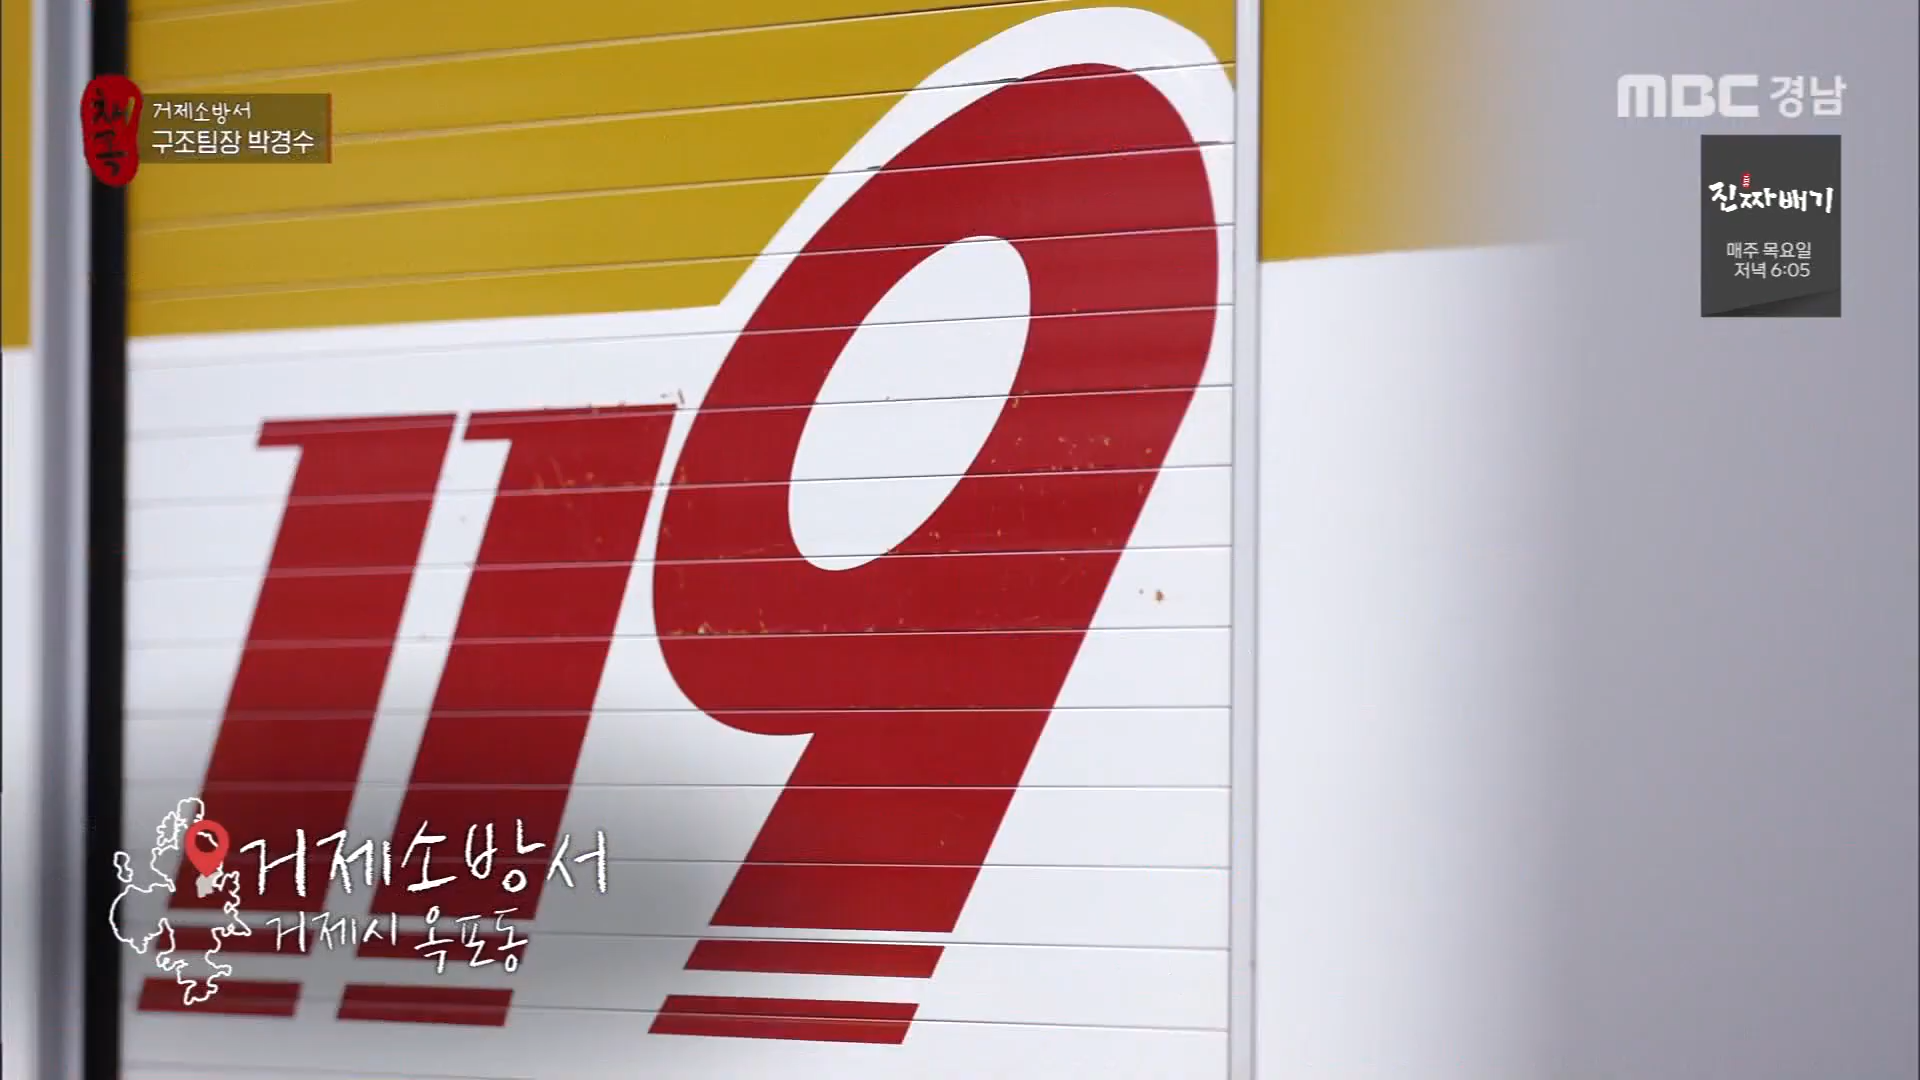 채국
거제소방서
구조팀장 박경수
MBC 경남
진짜배기
매주 목요일
저녁 6:05
119
거제소방서
거제시 옥포동